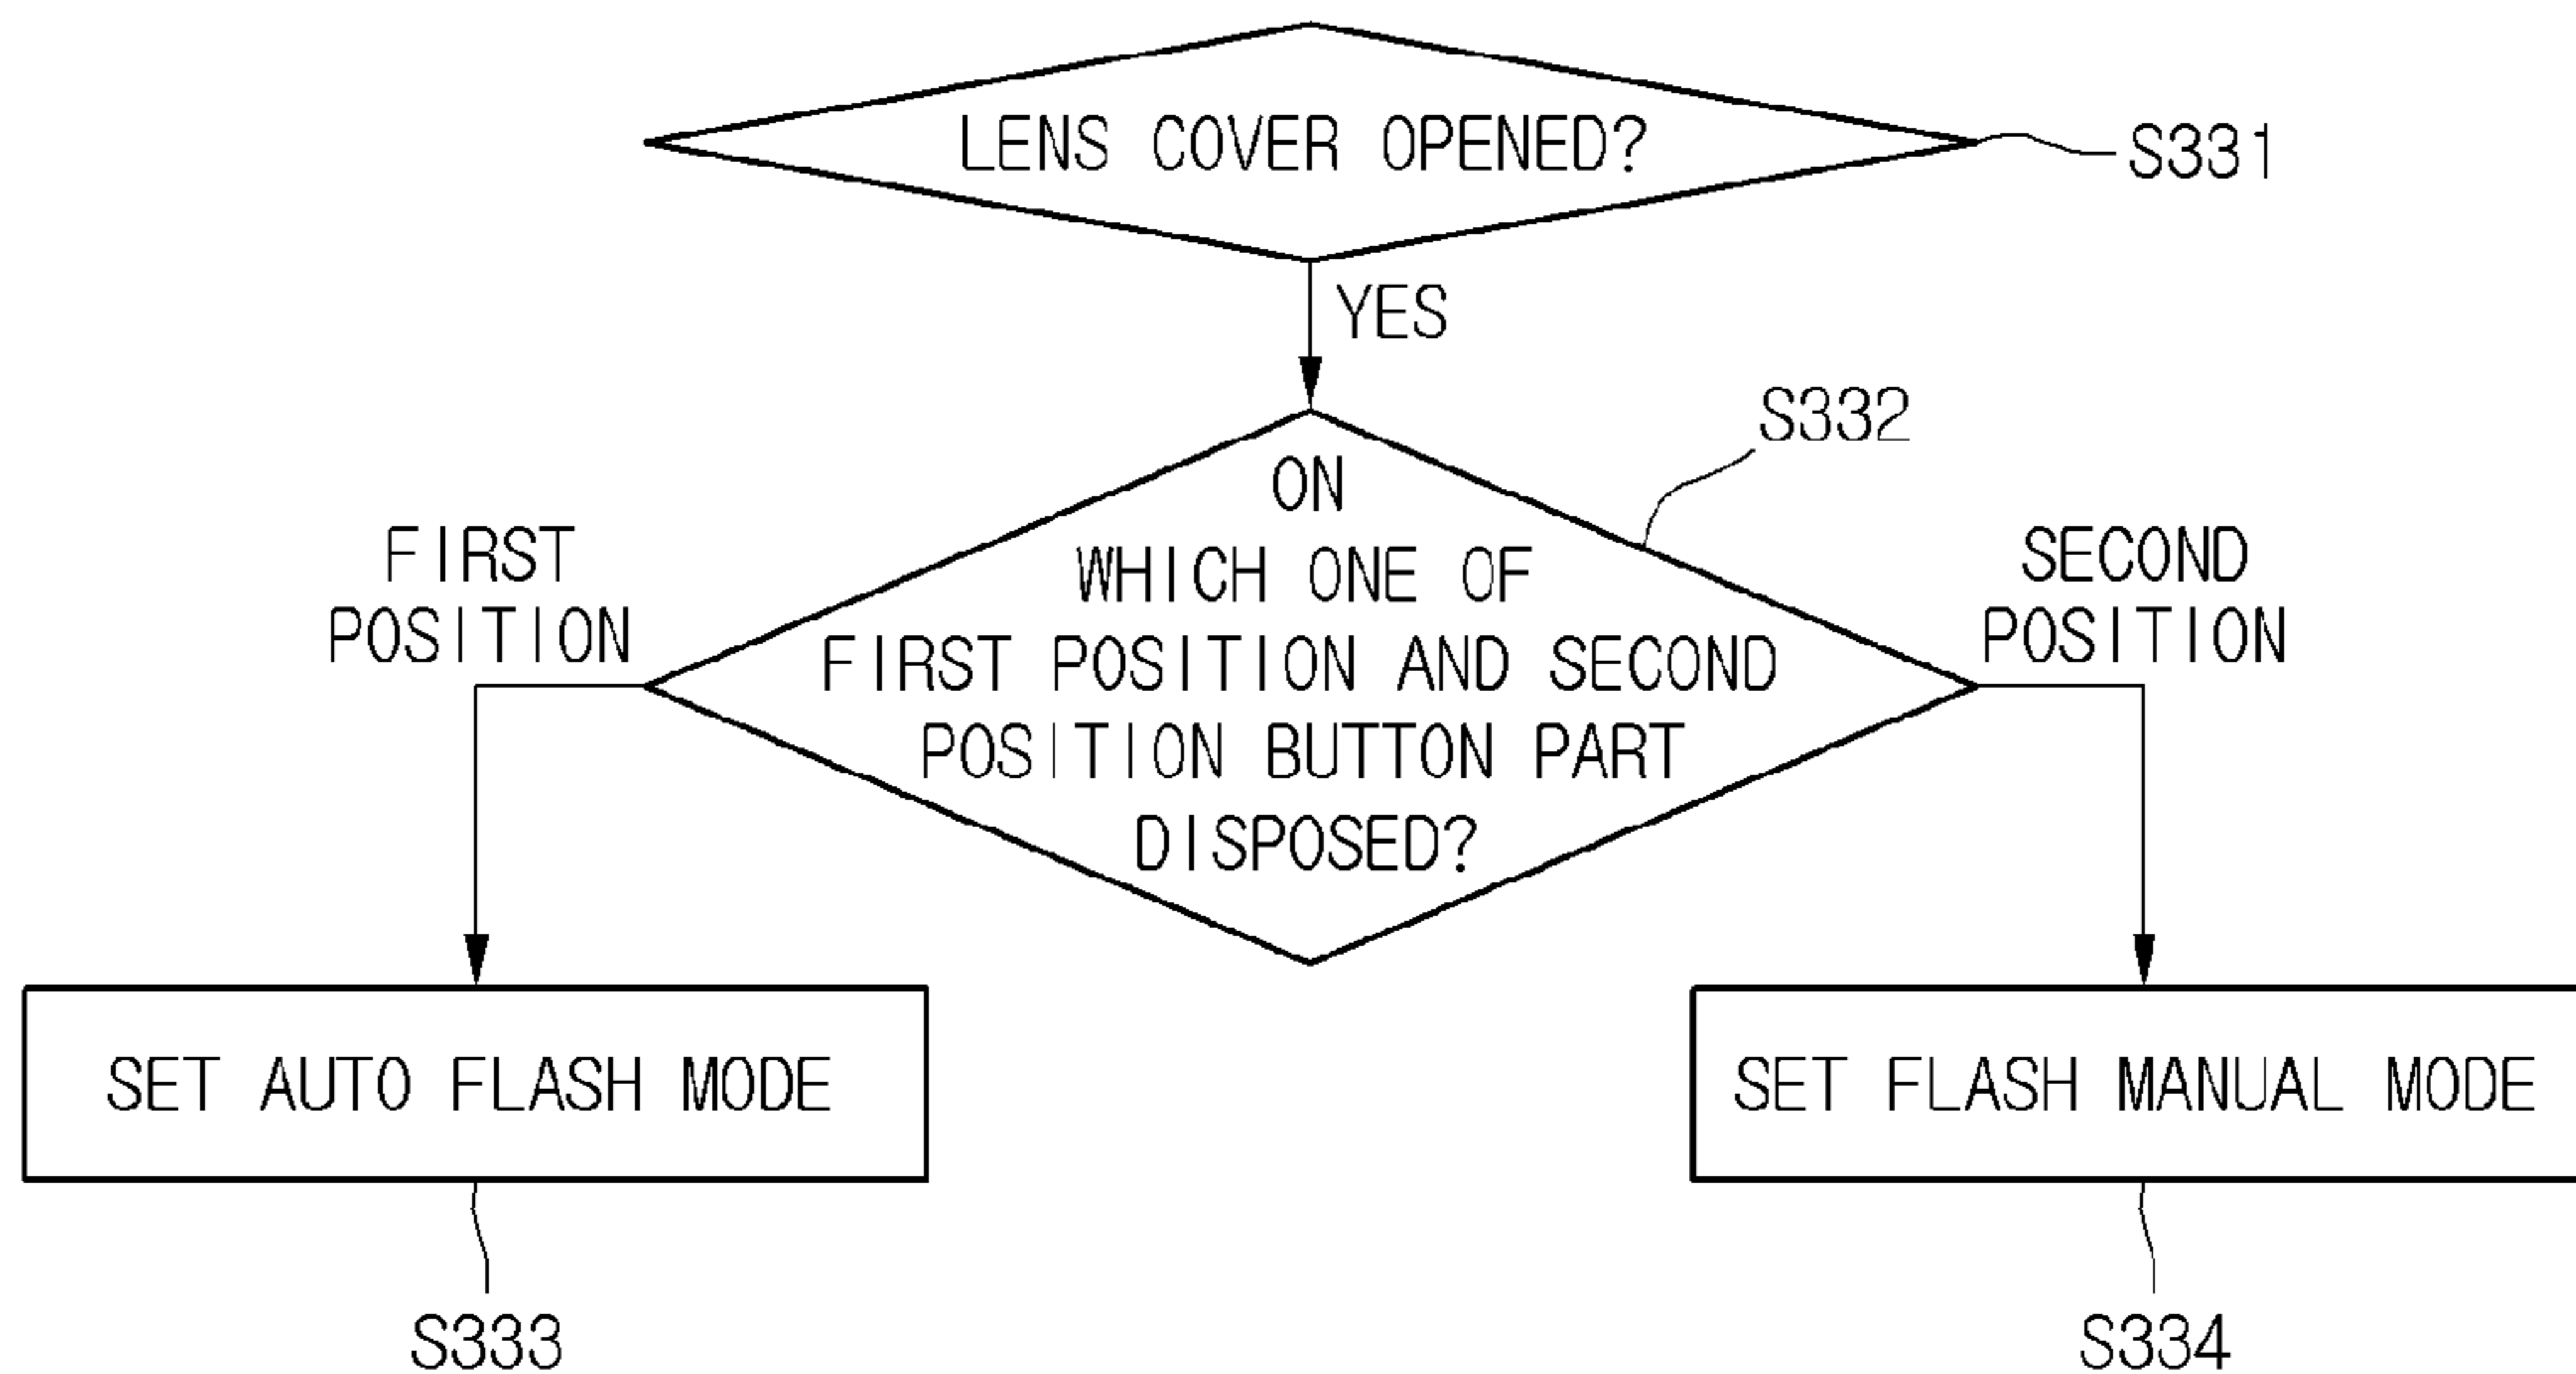 LENS COVER OPENED?
S331
YES
S332
ON
WHICH ONE OF
FIRST POSITION AND SECOND
POSITION BUTTON PART
DISPOSED?
FIRST
POSITION
SECOND
POSITION
SET AUTO FLASH MODE
SET FLASH MANUAL MODE
S333
S334